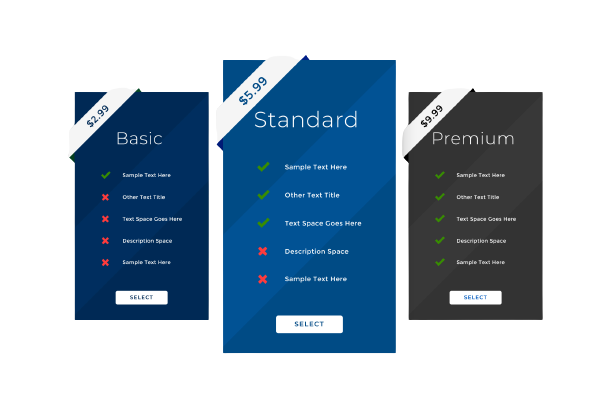 $2.99
Basic
Sample Text Here
Other Text Title
Text Space Goes Here
Description Space
Sample Text Here
SELECT
$5.99
Standard
Sample Text Here
Other Text Title
Text Space Goes Here
Description Space
Sample Text Here
SELECT
$9.99
Premium
Sample Text Here
Other Text Title
Text Space Goes Here
Description Space
Sample Text Here
SELECT